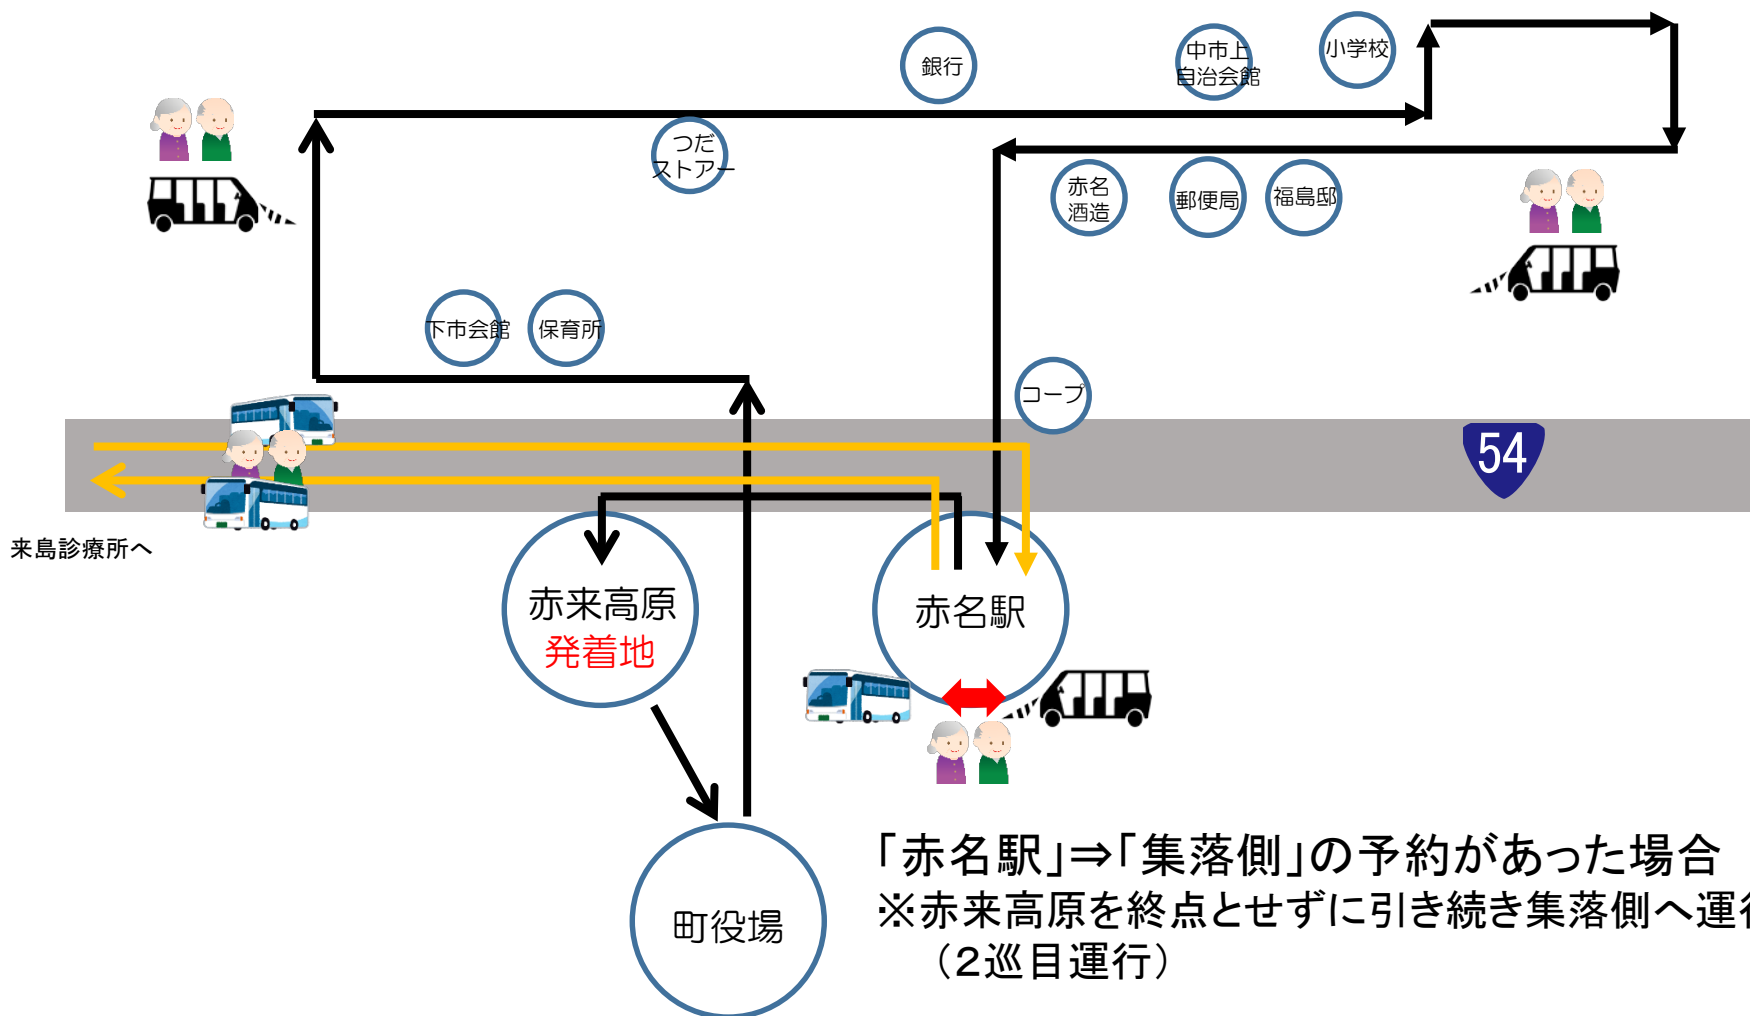 銀行
中市上
自治会館
小学校
つだ
ストアー
赤名
酒造
郵便局
福島邸
下市会館
保育所
コープ
54
来島診療所へ
赤来高原
発着地
赤名駅
町役場
「赤名駅」⇒「集落側」の予約があった場合
※赤来高原を終点とせずに引き続き集落側へ運行
（2巡目運行）